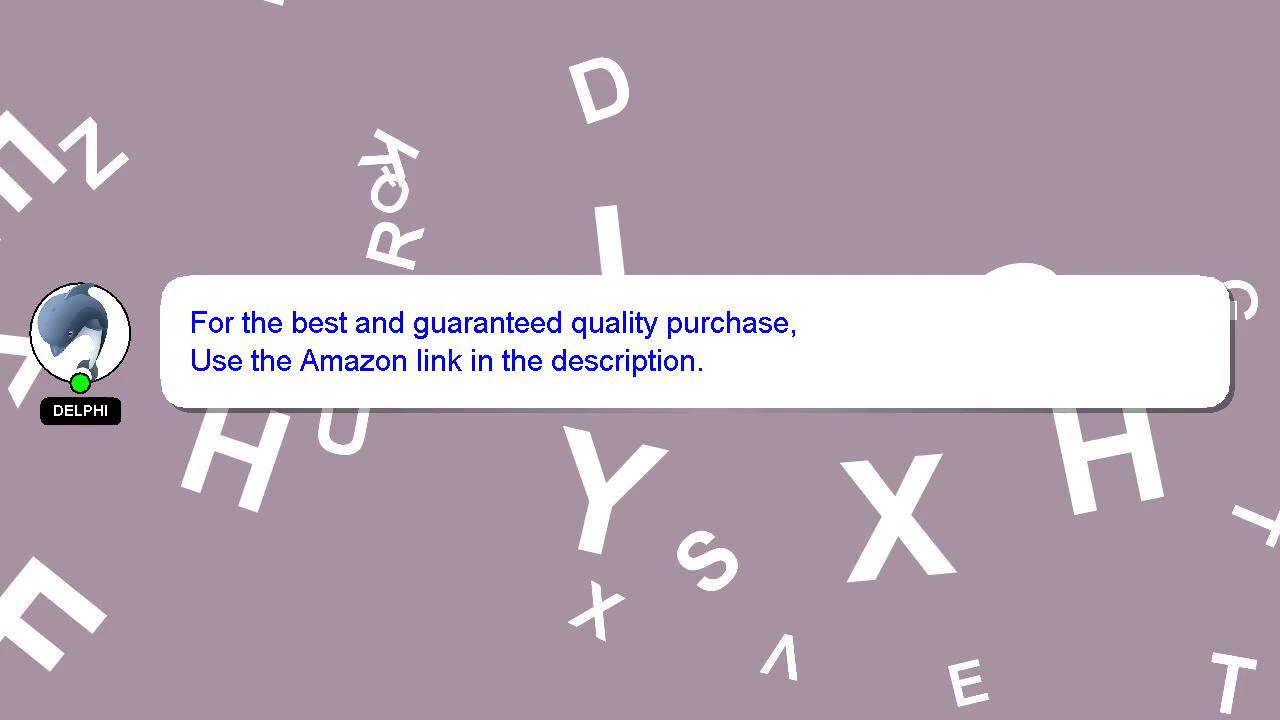 D
Z
K
O
R
I
C
For the best and guaranteed quality purchase,
Use the Amazon link in the description.
DELPHI
H
U
Y
X
H
S
T
X
V
E
T